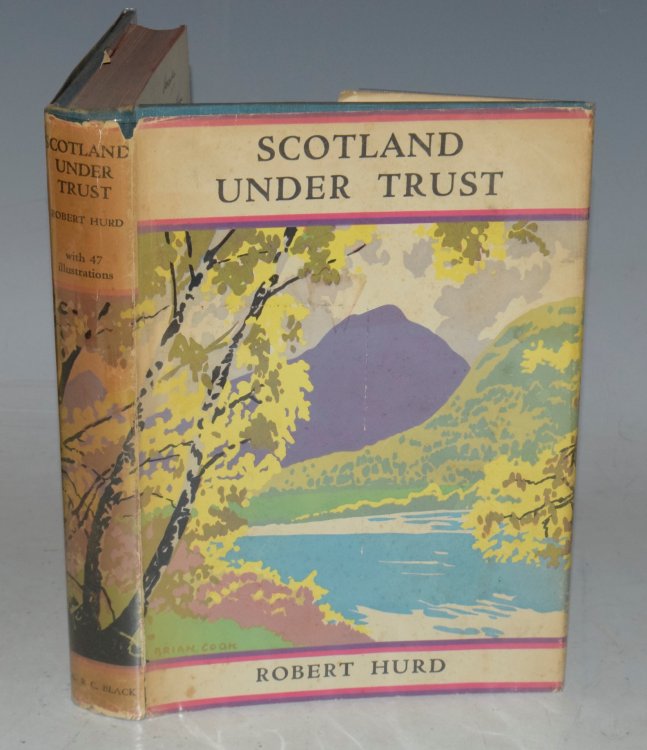 SCOTLAND
UNDER
TRUST
ROBERT HURD
with 47
illustrations
& C. BLACK
SCOTLAND
UNDER TRUST
BRIAN COOK
ROBERT HURD